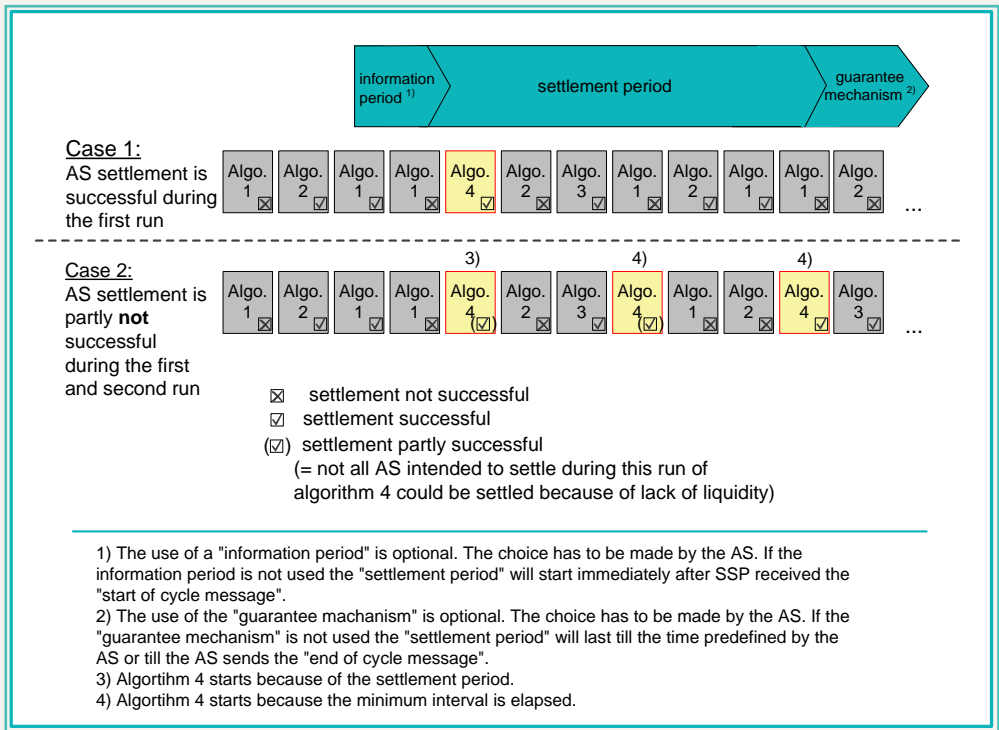 information
period 1)
settlement period
guarantee
mechanism 2)
Case 1:
AS settlement is
successful during
the first run
Algo. 1
Algo. 2
Algo. 1
Algo. 1
Algo. 4
Algo. 2
Algo. 3
Algo. 1
Algo. 2
Algo. 1
Algo. 1
Algo. 2
...
Case 2:
AS settlement is
partly not
successful
during the first
and second run
3)
4)
4)
Algo. 1
Algo. 2
Algo. 1
Algo. 1
Algo. 4
Algo. 2
Algo. 3
Algo. 4
Algo. 1
Algo. 2
Algo. 4
Algo. 3
...
☒ settlement not successful
☑ settlement successful
(☑) settlement partly successful
(= not all AS intended to settle during this run of
algorithm 4 could be settled because of lack of liquidity)
1) The use of a "information period" is optional. The choice has to be made by the AS. If the
information period is not used the "settlement period" will start immediately after SSP received the
"start of cycle message".
2) The use of the "guarantee machanism" is optional. The choice has to be made by the AS. If the
"guarantee mechanism" is not used the "settlement period" will last till the time predefined by the
AS or till the AS sends the "end of cycle message".
3) Algortihm 4 starts because of the settlement period.
4) Algortihm 4 starts because the minimum interval is elapsed.